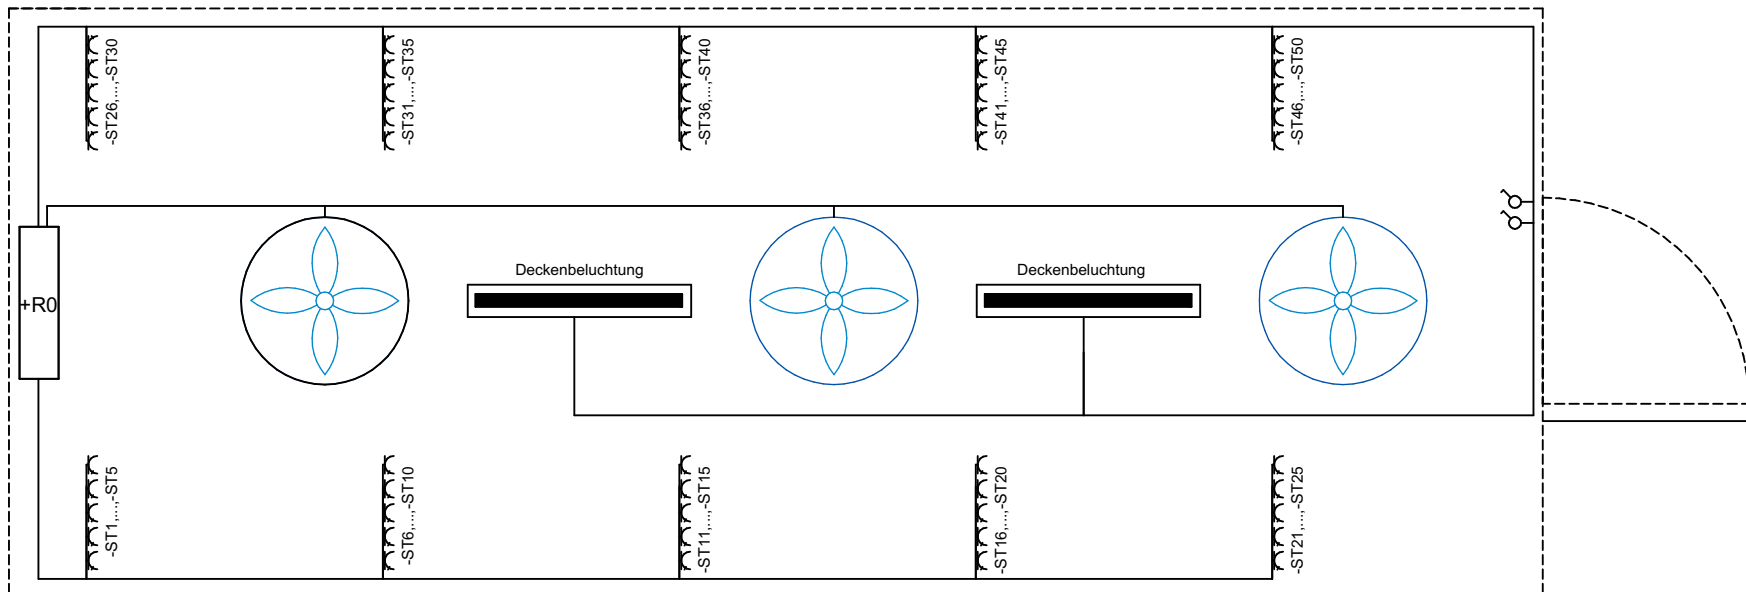 -ST26,...,-ST30
-ST31,...,-ST35
-ST36,...,-ST40
-ST41,...,-ST45
-ST46,...,-ST50
Deckenbeluchtung
Deckenbeluchtung
+R0
-ST1,...,-ST5
-ST6,...,-ST10
-ST11,...,-ST15
-ST16,...,-ST20
-ST21,...,-ST25